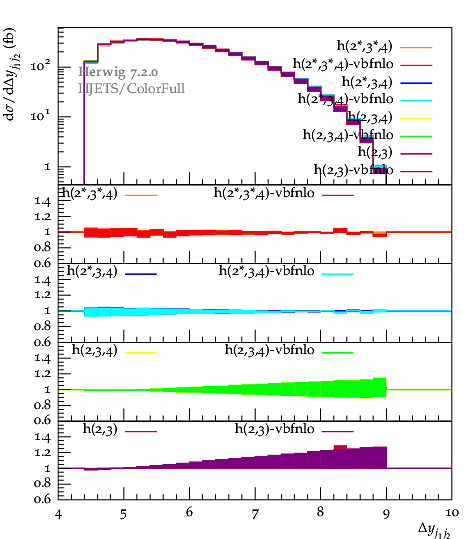 dσ/dΔy_{j1j2} (fb)
10^2
10^1
1
Herwig 7.2.0
HJETS/ColorFull
h(2*,3*,4)
h(2*,3*,4)-vbfnlo
h(2*,3,4)
h(2*,3,4)-vbfnlo
h(2,3,4)
h(2,3,4)-vbfnlo
h(2,3)
h(2,3)-vbfnlo
h(2*,3*,4) h(2*,3*,4)-vbfnlo
1.4
1.2
1
0.8
0.6
h(2*,3,4) h(2*,3,4)-vbfnlo
1.4
1.2
1
0.8
0.6
h(2,3,4) h(2,3,4)-vbfnlo
1.4
1.2
1
0.8
0.6
h(2,3) h(2,3)-vbfnlo
1.4
1.2
1
0.8
0.6
4 5 6 7 8 9 10
Δy_{j1j2}